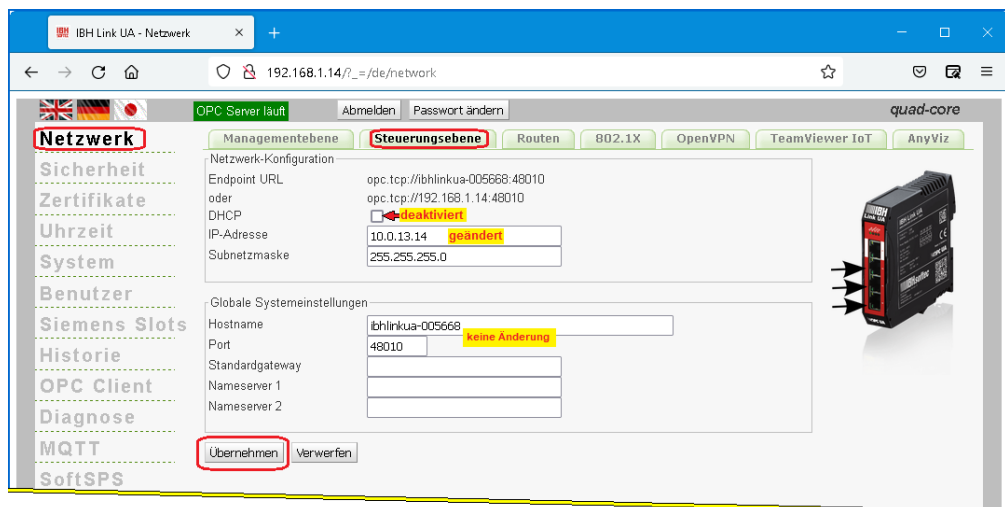 IBH Link UA - Netzwerk
192.168.1.14/?_=/de/network
OPC Server läuft Abmelden Passwort ändern quad-core
Netzwerk
Managementebene Steuerungsebene Routen 802.1X OpenVPN TeamViewer IoT AnyViz
Sicherheit
Zertifikate
Uhrzeit
System
Benutzer
Siemens Slots
Historie
OPC Client
Diagnose
MQTT
SoftSPS
Netzwerk-Konfiguration
Endpoint URL opc.tcp://ibhlinkua-005668:48010
oder opc.tcp://192.168.1.14:48010
DHCP deaktiviert
IP-Adresse 10.0.13.14 geändert
Subnetzmaske 255.255.255.0
Globale Systemeinstellungen
Hostname ibhlinkua-005668
keine Änderung
Port 48010
Standardgateway
Nameserver 1
Nameserver 2
Übernehmen Verwerfen
IBH
Link UA
IBHsoftec